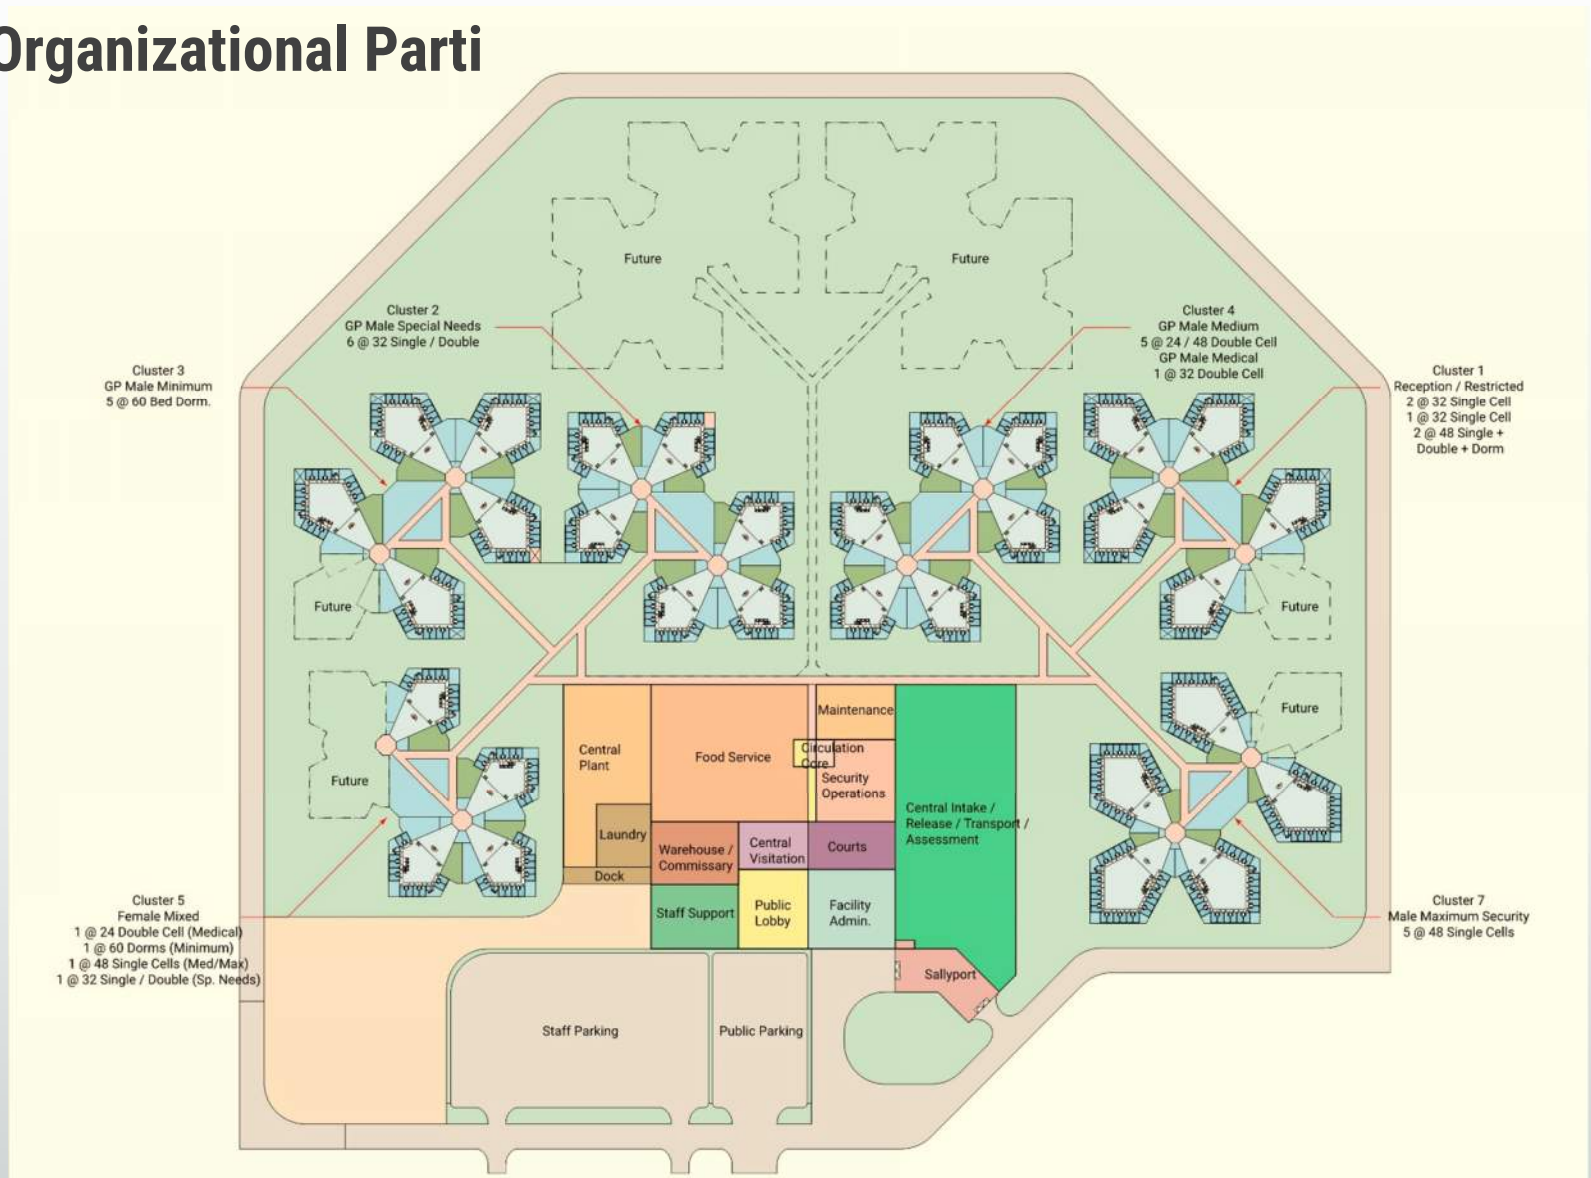 Organizational Parti
Future
Future
Cluster 2
GP Male Special Needs
6 @ 32 Single / Double
Cluster 4
GP Male Medium
5 @ 24 / 48 Double Cell
GP Male Medical
1 @ 32 Double Cell
Cluster 3
GP Male Minimum
5 @ 60 Bed Dorm.
Cluster 1
Reception / Restricted
2 @ 32 Single Cell
1 @ 32 Single Cell
2 @ 48 Single +
Double + Dorm
Future
Future
Future
Future
Central
Plant
Food Service
Maintenance
Circulation
Core
Security
Operations
Central Intake /
Release / Transport /
Assessment
Laundry
Warehouse /
Commissary
Central
Visitation
Courts
Dock
Staff Support
Public
Lobby
Facility
Admin.
Cluster 5
Female Mixed
1 @ 24 Double Cell (Medical)
1 @ 60 Dorms (Minimum)
1 @ 48 Single Cells (Med/Max)
1 @ 32 Single / Double (Sp. Needs)
Cluster 7
Male Maximum Security
5 @ 48 Single Cells
Sallyport
Staff Parking
Public Parking